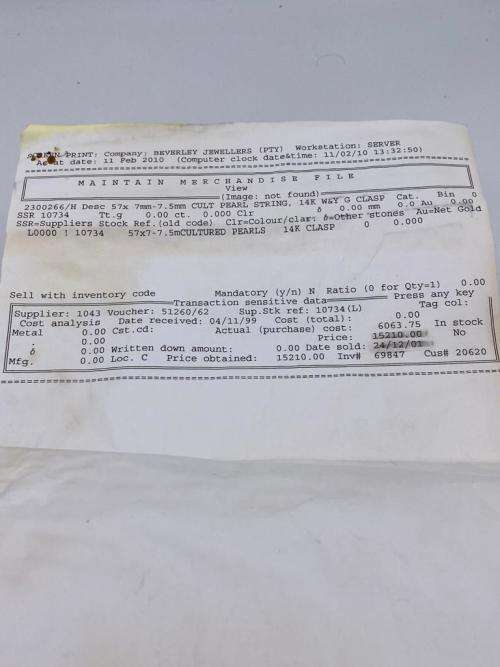 SCREEN PRINT: Company: BEVERLEY JEWELLERS (PTY) Workstation: SERVER
As at date: 11 Feb 2010 (Computer clock date&time: 11/02/10 13:32:50)
MAINTAIN MERCHANDISE FILE
View
(Image: not found)
2300266/H Desc 57x 7mm-7.5mm CULT PEARL STRING, 14K W&Y G CLASP Cat. Bin 0
SSR 10734 Tt.g 0.00 ct. 0.000 Clr 6 0.00 mm 0.0 Au 0.00
SSR=Suppliers Stock Ref.(old code) Clr=Colour/clar; 6=Other stones Au=Net Gold
L0000 ! 10734 57X7-7.5mCULTURED PEARLS 14K CLASP 0 0.000
Sell with inventory code Mandatory (y/n) N Ratio (0 for Qty=1) 0.00
Transaction sensitive data Press any key
Supplier: 1043 Voucher: 51260/62 Sup.Stk ref: 10734(L) Tag col:
Cost analysis Date received: 04/11/99 Cost (total): 0.00
Metal 0.00 Cst.cd: Actual (purchase) cost: 6063.75 In stock
0.00 Price: 15210.00 No
6 0.00 Written down amount: 0.00 Date sold: 24/12/01
Mfg. 0.00 Loc. C Price obtained: 15210.00 Inv# 69847 Cus# 20620